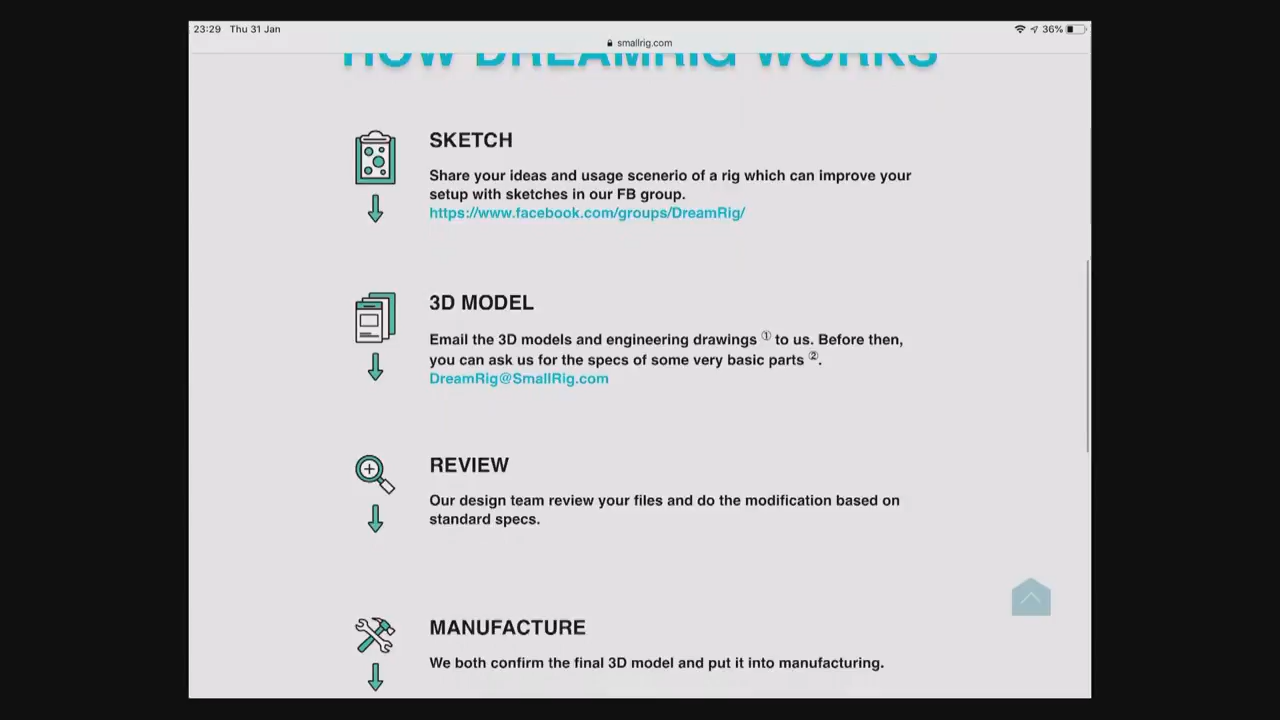 23:29 Thu 31 Jan
36%
smallrig.com
HOW DREAMRIG WORKS
SKETCH
Share your ideas and usage scenerio of a rig which can improve your
setup with sketches in our FB group.
https://www.facebook.com/groups/DreamRig/
3D MODEL
Email the 3D models and engineering drawings ① to us. Before then,
you can ask us for the specs of some very basic parts ②.
DreamRig@SmallRig.com
REVIEW
Our design team review your files and do the modification based on
standard specs.
MANUFACTURE
We both confirm the final 3D model and put it into manufacturing.